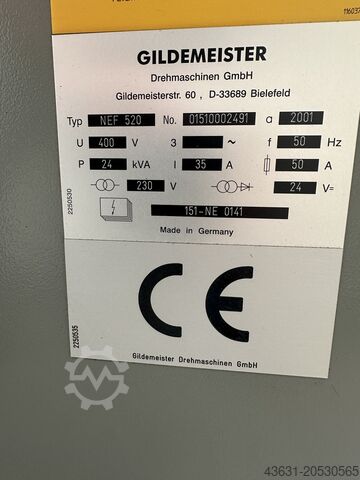 GILDEMEISTER
Drehmaschinen GmbH
Gildemeisterstr. 60 , D-33689 Bielefeld
Typ NEF 520 No. 01510002491 a 2001
U 400 V 3 ~ f 50 Hz
P 24 kVA I 35 A 50 A
230 V 24 V=
151-NE 0141
Made in Germany
2250530
CE
2250535
Gildemeister Drehmaschinen GmbH
43631-20530565